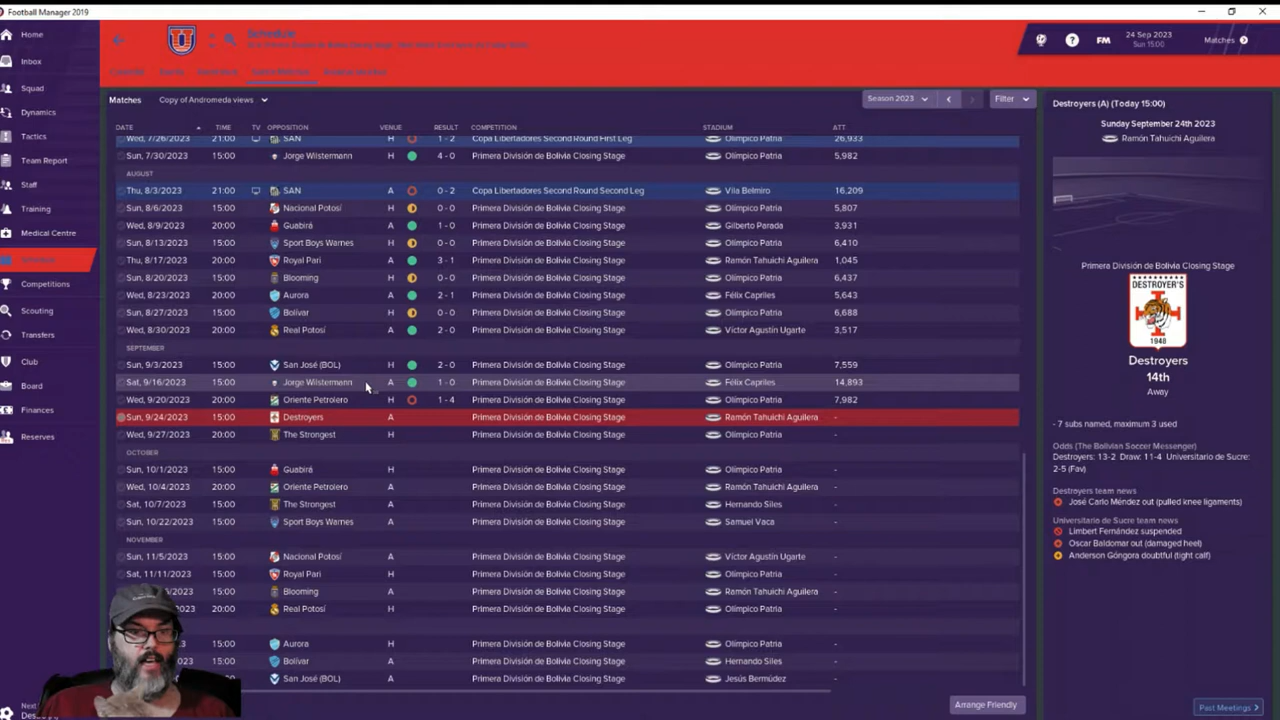 Football Manager 2019
Home
Inbox
Squad
Dynamics
Tactics
Team Report
Staff
Training
Medical Centre
Schedule
Competitions
Scouting
Transfers
Club
Board
Finances
Reserves
Next
Schedule
24 Sep 2023
Sun 15:00
FM
Matches
Matches Copy of Andromeda views Season 2023 Filter
DATE TIME TV OPPOSITION VENUE RESULT COMPETITION STADIUM ATT
Wed, 7/26/2023 21:00 SAN H 1 - 2 Copa Libertadores Second Round First Leg Olímpico Patria 26,933
Sun, 7/30/2023 15:00 Jorge Wilstermann H 4 - 0 Primera División de Bolivia Closing Stage Olímpico Patria 5,982
AUGUST
Thu, 8/3/2023 21:00 SAN A 0 - 2 Copa Libertadores Second Round Second Leg Vila Belmiro 16,209
Sun, 8/6/2023 15:00 Nacional Potosí H 0 - 0 Primera División de Bolivia Closing Stage Olímpico Patria 5,807
Wed, 8/9/2023 20:00 Guabirá A 1 - 0 Primera División de Bolivia Closing Stage Gilberto Parada 3,931
Sun, 8/13/2023 15:00 Sport Boys Warnes H 0 - 0 Primera División de Bolivia Closing Stage Olímpico Patria 6,410
Thu, 8/17/2023 20:00 Royal Pari A 3 - 1 Primera División de Bolivia Closing Stage Ramón Tahuichi Aguilera 1,045
Sun, 8/20/2023 15:00 Blooming H 0 - 0 Primera División de Bolivia Closing Stage Olímpico Patria 6,437
Wed, 8/23/2023 20:00 Aurora A 2 - 1 Primera División de Bolivia Closing Stage Félix Capriles 5,643
Sun, 8/27/2023 15:00 Bolívar H 0 - 0 Primera División de Bolivia Closing Stage Olímpico Patria 6,688
Wed, 8/30/2023 20:00 Real Potosí A 2 - 0 Primera División de Bolivia Closing Stage Víctor Agustín Ugarte 3,517
SEPTEMBER
Sun, 9/3/2023 15:00 San José (BOL) H 2 - 0 Primera División de Bolivia Closing Stage Olímpico Patria 7,559
Sat, 9/16/2023 15:00 Jorge Wilstermann A 1 - 0 Primera División de Bolivia Closing Stage Félix Capriles 14,893
Wed, 9/20/2023 15:00 Oriente Petrolero H 1 - 4 Primera División de Bolivia Closing Stage Olímpico Patria 7,982
Sun, 9/24/2023 15:00 Destroyers A Primera División de Bolivia Closing Stage Ramón Tahuichi Aguilera -
Wed, 9/27/2023 20:00 The Strongest H Primera División de Bolivia Closing Stage Olímpico Patria -
OCTOBER
Sun, 10/1/2023 15:00 Guabirá H Primera División de Bolivia Closing Stage Olímpico Patria -
Wed, 10/4/2023 20:00 Oriente Petrolero A Primera División de Bolivia Closing Stage Ramón Tahuichi Aguilera -
Sat, 10/7/2023 15:00 The Strongest A Primera División de Bolivia Closing Stage Hernando Siles -
Sun, 10/22/2023 15:00 Sport Boys Warnes A Primera División de Bolivia Closing Stage Samuel Vaca -
NOVEMBER
Sun, 11/5/2023 15:00 Nacional Potosí A Primera División de Bolivia Closing Stage Víctor Agustín Ugarte -
Sat, 11/11/2023 15:00 Royal Pari H Primera División de Bolivia Closing Stage Olímpico Patria -
/2023 15:00 Blooming A Primera División de Bolivia Closing Stage Ramón Tahuichi Aguilera -
/2023 20:00 Real Potosí H Primera División de Bolivia Closing Stage Olímpico Patria -
/2023 15:00 Aurora H Primera División de Bolivia Closing Stage Olímpico Patria -
/2023 15:00 Bolívar A Primera División de Bolivia Closing Stage Hernando Siles -
/2023 15:00 San José (BOL) A Primera División de Bolivia Closing Stage Jesús Bermúdez -
Arrange Friendly
Destroyers (A) (Today 15:00)
Sunday September 24th 2023
Ramón Tahuichi Aguilera
Primera División de Bolivia Closing Stage
DESTROYER'S
1948
Destroyers
14th
Away
- 7 subs named, maximum 3 used
Odds (The Bolivian Soccer Messenger)
Destroyers: 13-2 Draw: 11-4 Universitario de Sucre:
2-5 (Fav)
Destroyers team news
José Carlo Méndez out (pulled knee ligaments)
Universitario de Sucre team news
Limbert Fernández suspended
Oscar Baldomar out (damaged heel)
Anderson Góngora doubtful (tight calf)
Past Meetings